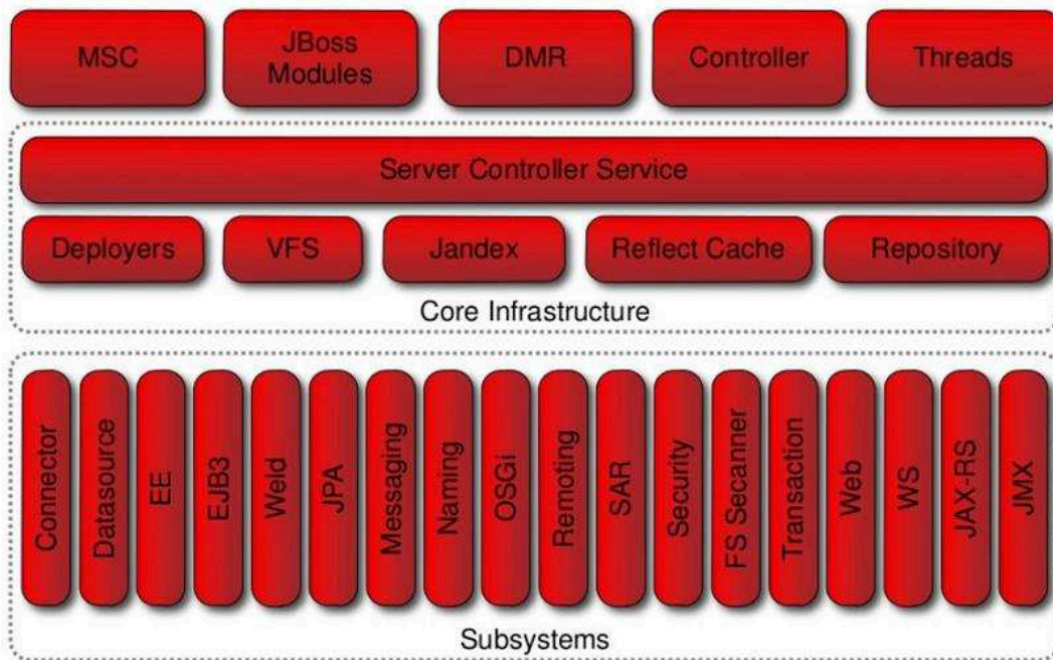 MSC
JBoss
Modules
DMR
Controller
Threads
Server Controller Service
Deployers
VFS
Jandex
Reflect Cache
Repository
Core Infrastructure
Connector
Datasource
EE
EJB3
Weld
JPA
Messaging
Naming
OSGi
Remoting
SAR
Security
FS Secanner
Transaction
Web
WS
JAX-RS
JMX
Subsystems